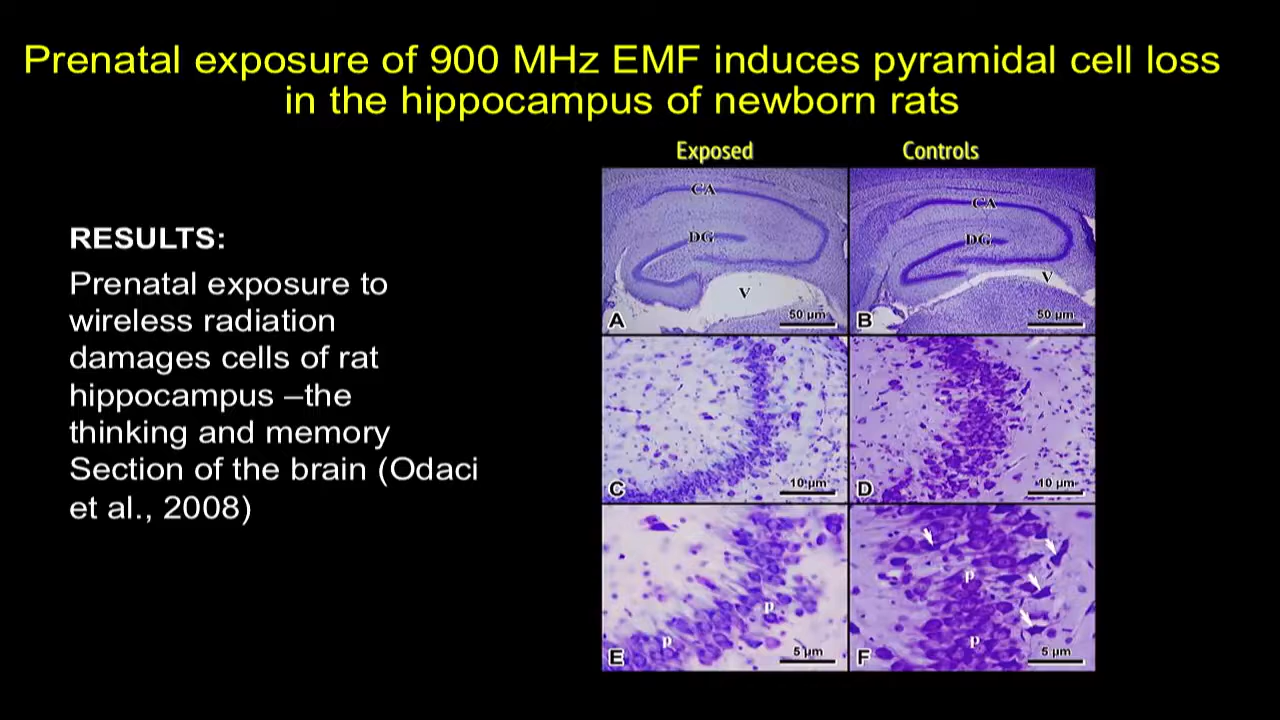 Prenatal exposure of 900 MHz EMF induces pyramidal cell loss
in the hippocampus of newborn rats
Exposed
Controls
RESULTS:
Prenatal exposure to
wireless radiation
damages cells of rat
hippocampus –the
thinking and memory
Section of the brain (Odaci
et al., 2008)
CA
DG
V
A
50 µm
CA
DG
V
B
50 µm
C
10 µm
D
10 µm
p
p
E
5 µm
p
p
F
5 µm